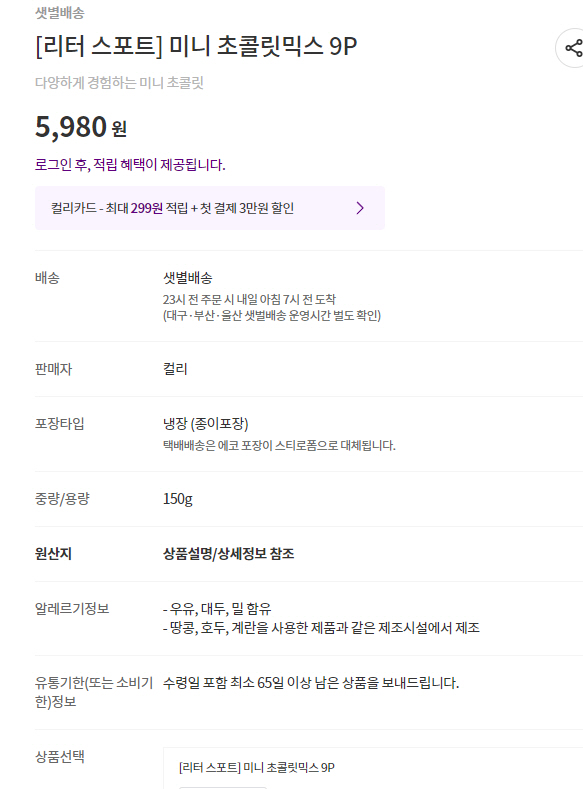 샛별배송
[리터 스포트] 미니 초콜릿믹스 9P
다양하게 경험하는 미니 초콜릿
5,980 원
로그인 후, 적립 혜택이 제공됩니다.
컬리카드 - 최대 299원 적립 + 첫 결제 3만원 할인
배송
샛별배송
23시 전 주문 시 내일 아침 7시 전 도착
(대구·부산·울산 샛벌배송 운영시간 별도 확인)
판매자
컬리
포장타입
냉장 (종이포장)
택배배송은 에코 포장이 스티로폼으로 대체됩니다.
중량/용량
150g
원산지
상품설명/상세정보 참조
알레르기정보
- 우유, 대두, 밀 함유
- 땅콩, 호두, 계란을 사용한 제품과 같은 제조시설에서 제조
유통기한(또는 소비기
한)정보
수령일 포함 최소 65일 이상 남은 상품을 보내드립니다.
상품선택
[리터 스포트] 미니 초콜릿믹스 9P